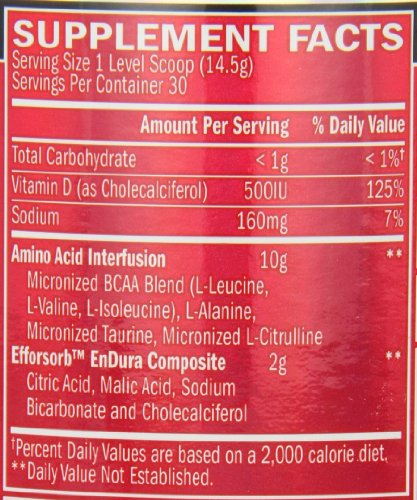 SUPPLEMENT FACTS
Serving Size 1 Level Scoop (14.5g)
Servings Per Container 30
Amount Per Serving % Daily Value
Total Carbohydrate < 1g < 1%†
Vitamin D (as Cholecalciferol) 500IU 125%
Sodium 160mg 7%
Amino Acid Interfusion 10g **
Micronized BCAA Blend (L-Leucine,
L-Valine, L-Isoleucine), L-Alanine,
Micronized Taurine, Micronized L-Citrulline
Efforsorb™ EnDura Composite 2g **
Citric Acid, Malic Acid, Sodium
Bicarbonate and Cholecalciferol
†Percent Daily Values are based on a 2,000 calorie diet.
**Daily Value Not Established.